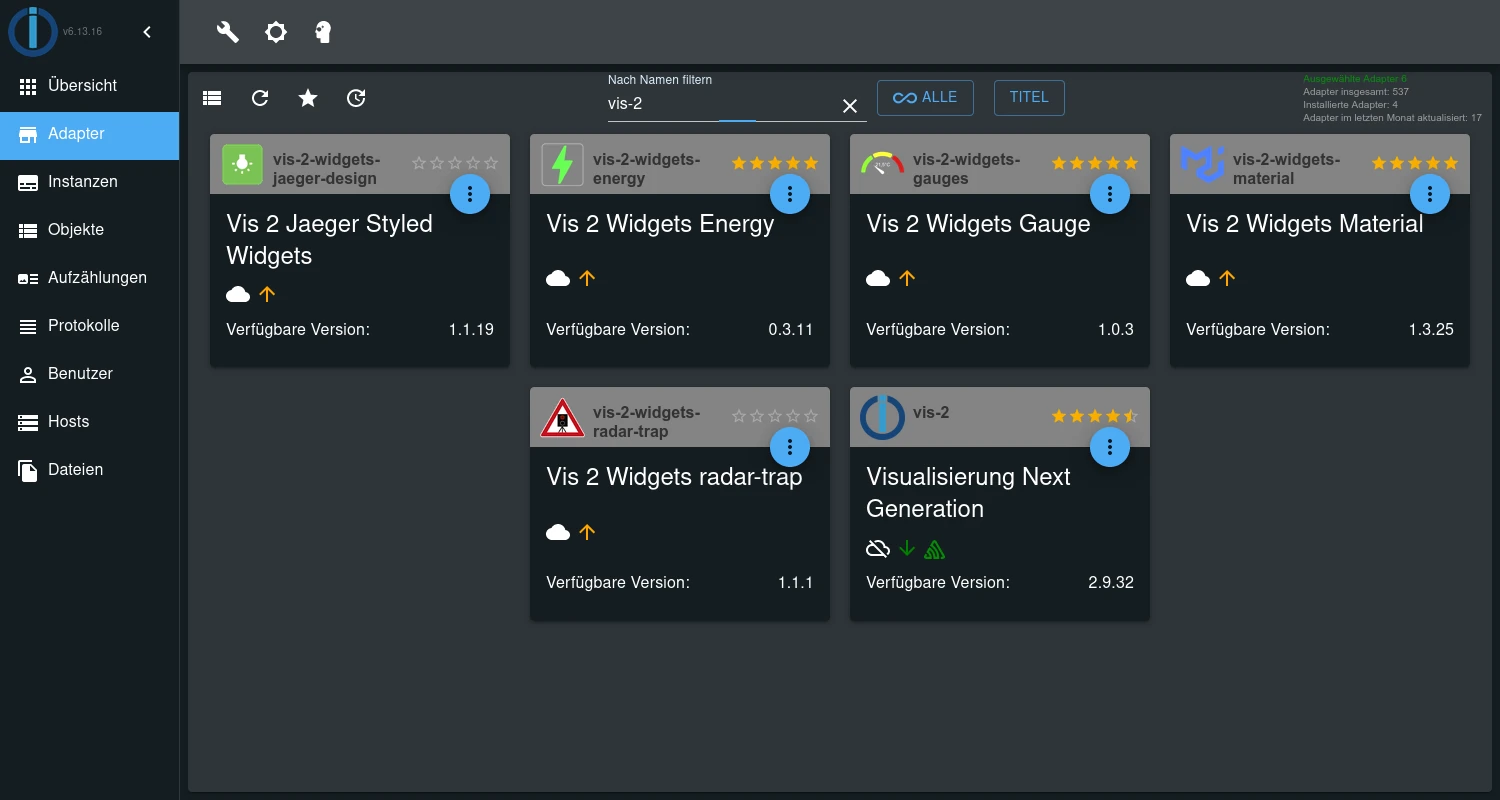 v6.13.16
Übersicht
Adapter
Instanzen
Objekte
Aufzählungen
Protokolle
Benutzer
Hosts
Dateien
Nach Namen filtern
vis-2
ALLE
TITEL
Ausgewählte Adapter 6
Adapter insgesamt: 537
Installierte Adapter: 4
Adapter im letzten Monat aktualisiert: 17
vis-2-widgets-
jaeger-design
Vis 2 Jaeger Styled
Widgets
Verfügbare Version: 1.1.19
vis-2-widgets-
energy
Vis 2 Widgets Energy
Verfügbare Version: 0.3.11
vis-2-widgets-
gauges
Vis 2 Widgets Gauge
Verfügbare Version: 1.0.3
vis-2-widgets-
material
Vis 2 Widgets Material
Verfügbare Version: 1.3.25
vis-2-widgets-
radar-trap
Vis 2 Widgets radar-trap
Verfügbare Version: 1.1.1
vis-2
Visualisierung Next
Generation
Verfügbare Version: 2.9.32